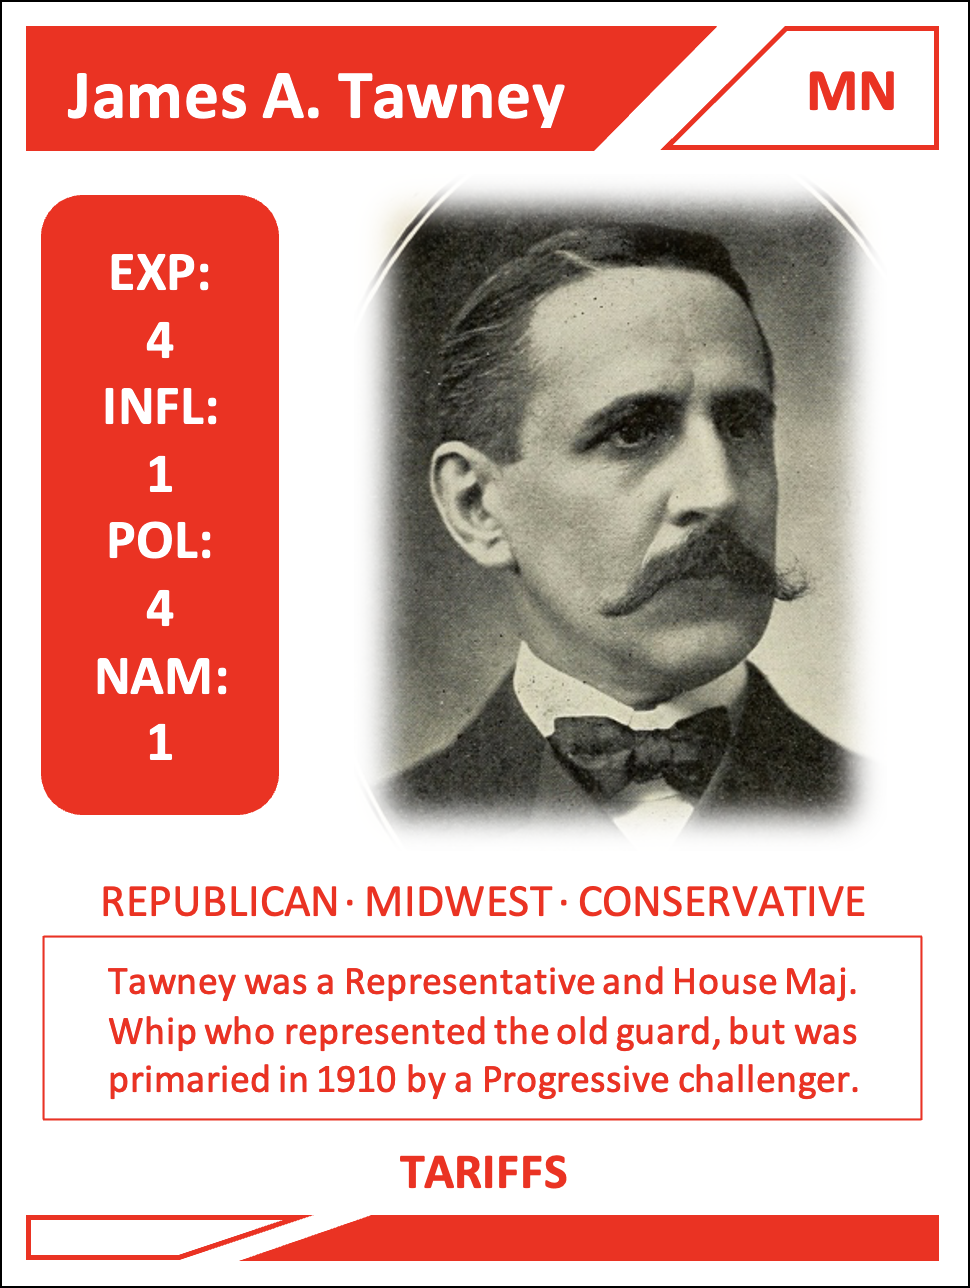 James A. Tawney
MN
EXP:
4
INFL:
1
POL:
4
NAM:
1
REPUBLICAN · MIDWEST · CONSERVATIVE
Tawney was a Representative and House Maj.
Whip who represented the old guard, but was
primaried in 1910 by a Progressive challenger.
TARIFFS